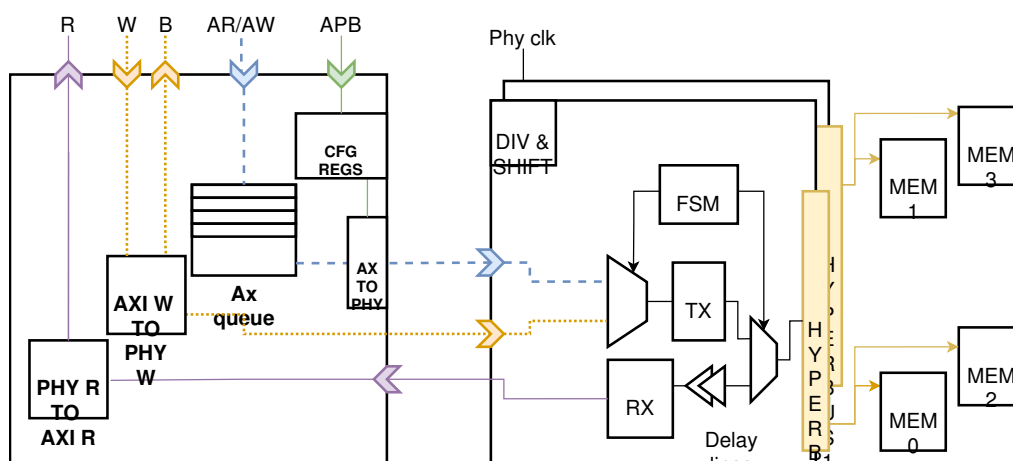 R W B AR/AW APB
Phy clk
DIV &
SHIFT
CFG
REGS
MEM
3
MEM
1
FSM
AX
TO
PHY
Ax
queue
AXI W
TO
PHY
W
TX
PHY R
TO
AXI R
RX
Delay
MEM
2
MEM
0